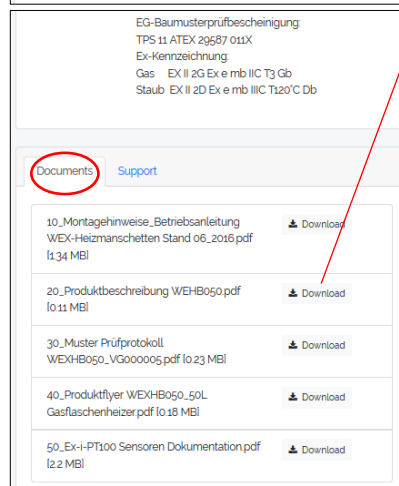 EG-Baumusterprüfbescheinigung:
TPS 11 ATEX 29587 011X
Ex-Kennzeichnung:
Gas EX II 2G Ex e mb IIC T3 Gb
Staub EX II 2D Ex e mb IIIC T120°C Db
Documents Support
10_Montagehinweise_Betriebsanleitung
WEX-Heizmanschetten Stand 06_2016.pdf
[1.34 MB]
Download
20_Produktbeschreibung WEHB050.pdf
[0.11 MB]
Download
30_Muster Prüfprotokoll
WEXHB050_VG000005.pdf [0.23 MB]
Download
40_Produktflyer WEXHB050_50L
Gasflaschenheizer.pdf [0.18 MB]
Download
50_Ex-i-PT100 Sensoren Dokumentation.pdf
[2.2 MB]
Download